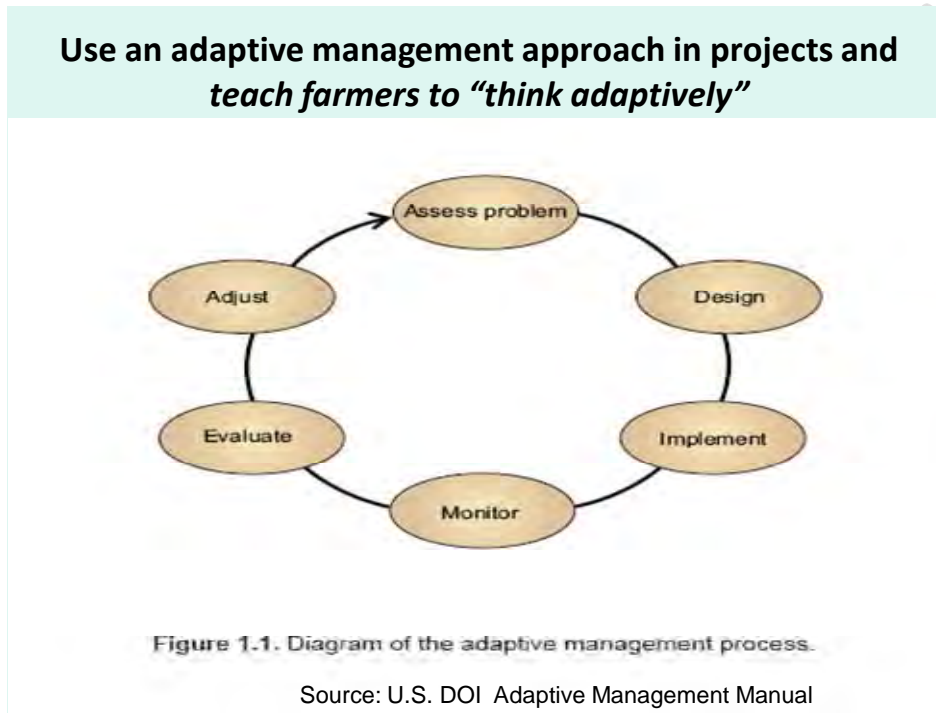 Use an adaptive management approach in projects and
teach farmers to “think adaptively”
Assess problem
Design
Implement
Monitor
Evaluate
Adjust
Figure 1.1. Diagram of the adaptive management process.
Source: U.S. DOI  Adaptive Management Manual